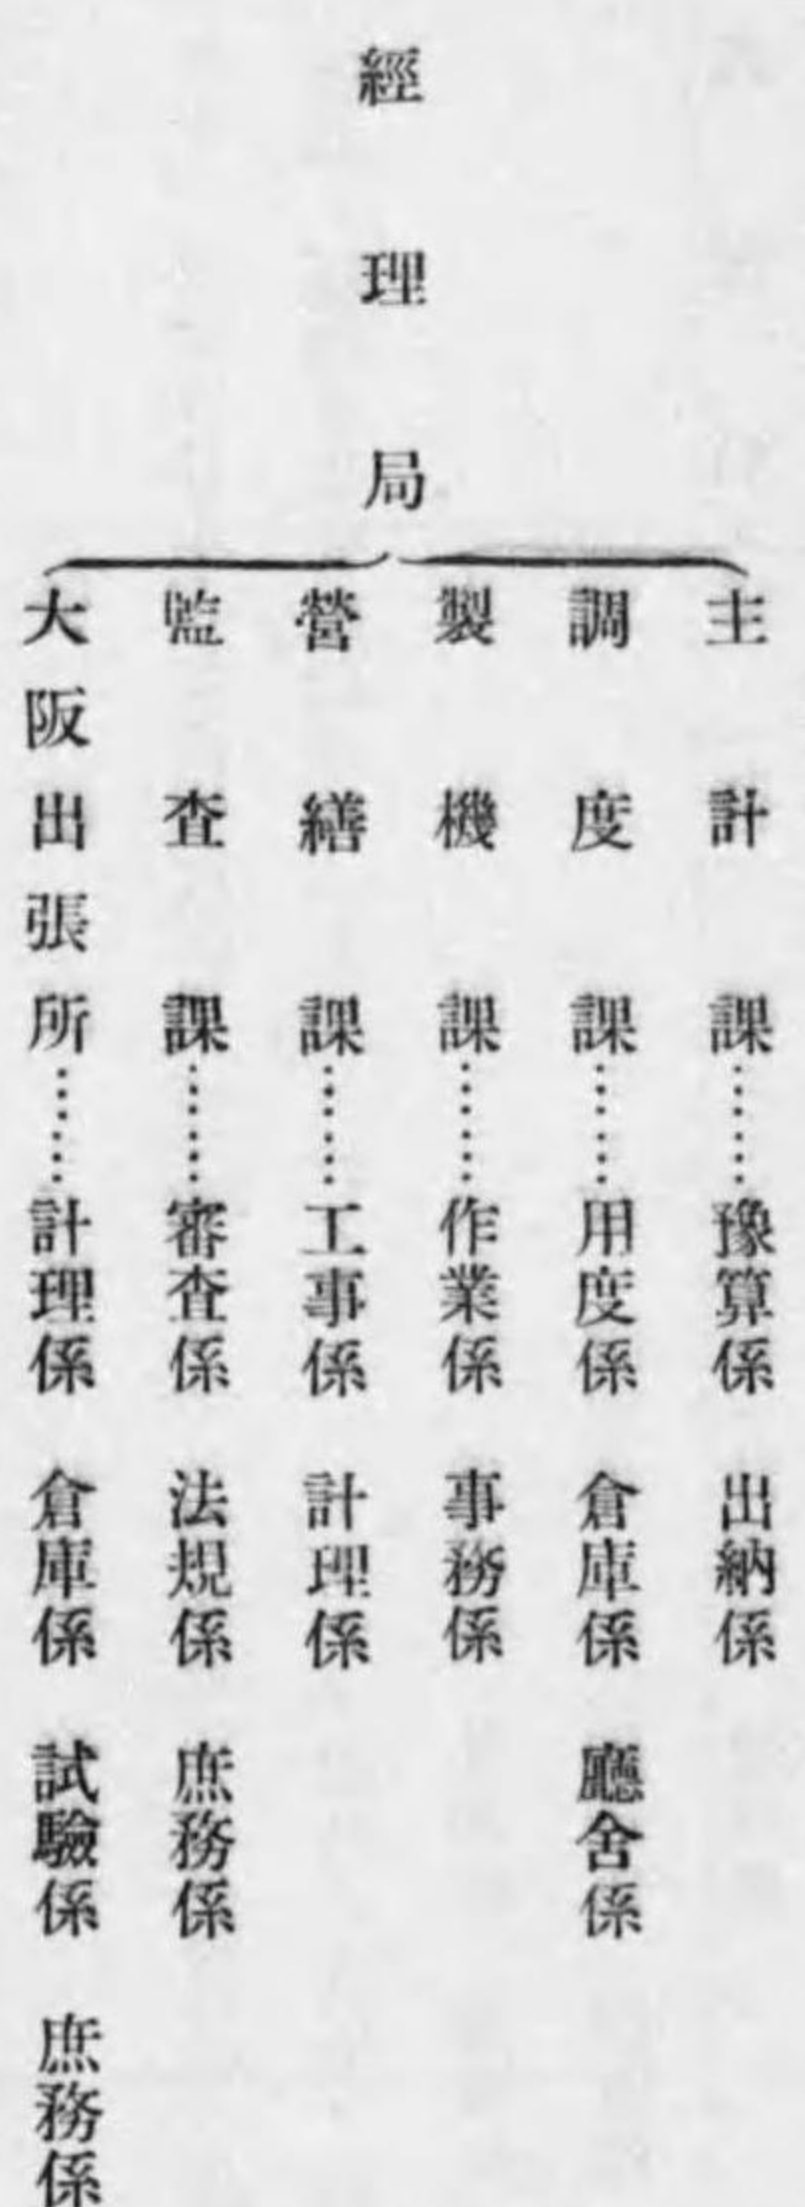 經理局
主計課……豫算係 出納係
調度課……用度係 倉庫係 廳舍係
製機課……作業係 事務係
營繕課……工事係 計理係
監査課……審査係 法規係 庶務係
大阪出張所……計理係 倉庫係 試驗係 庶務係